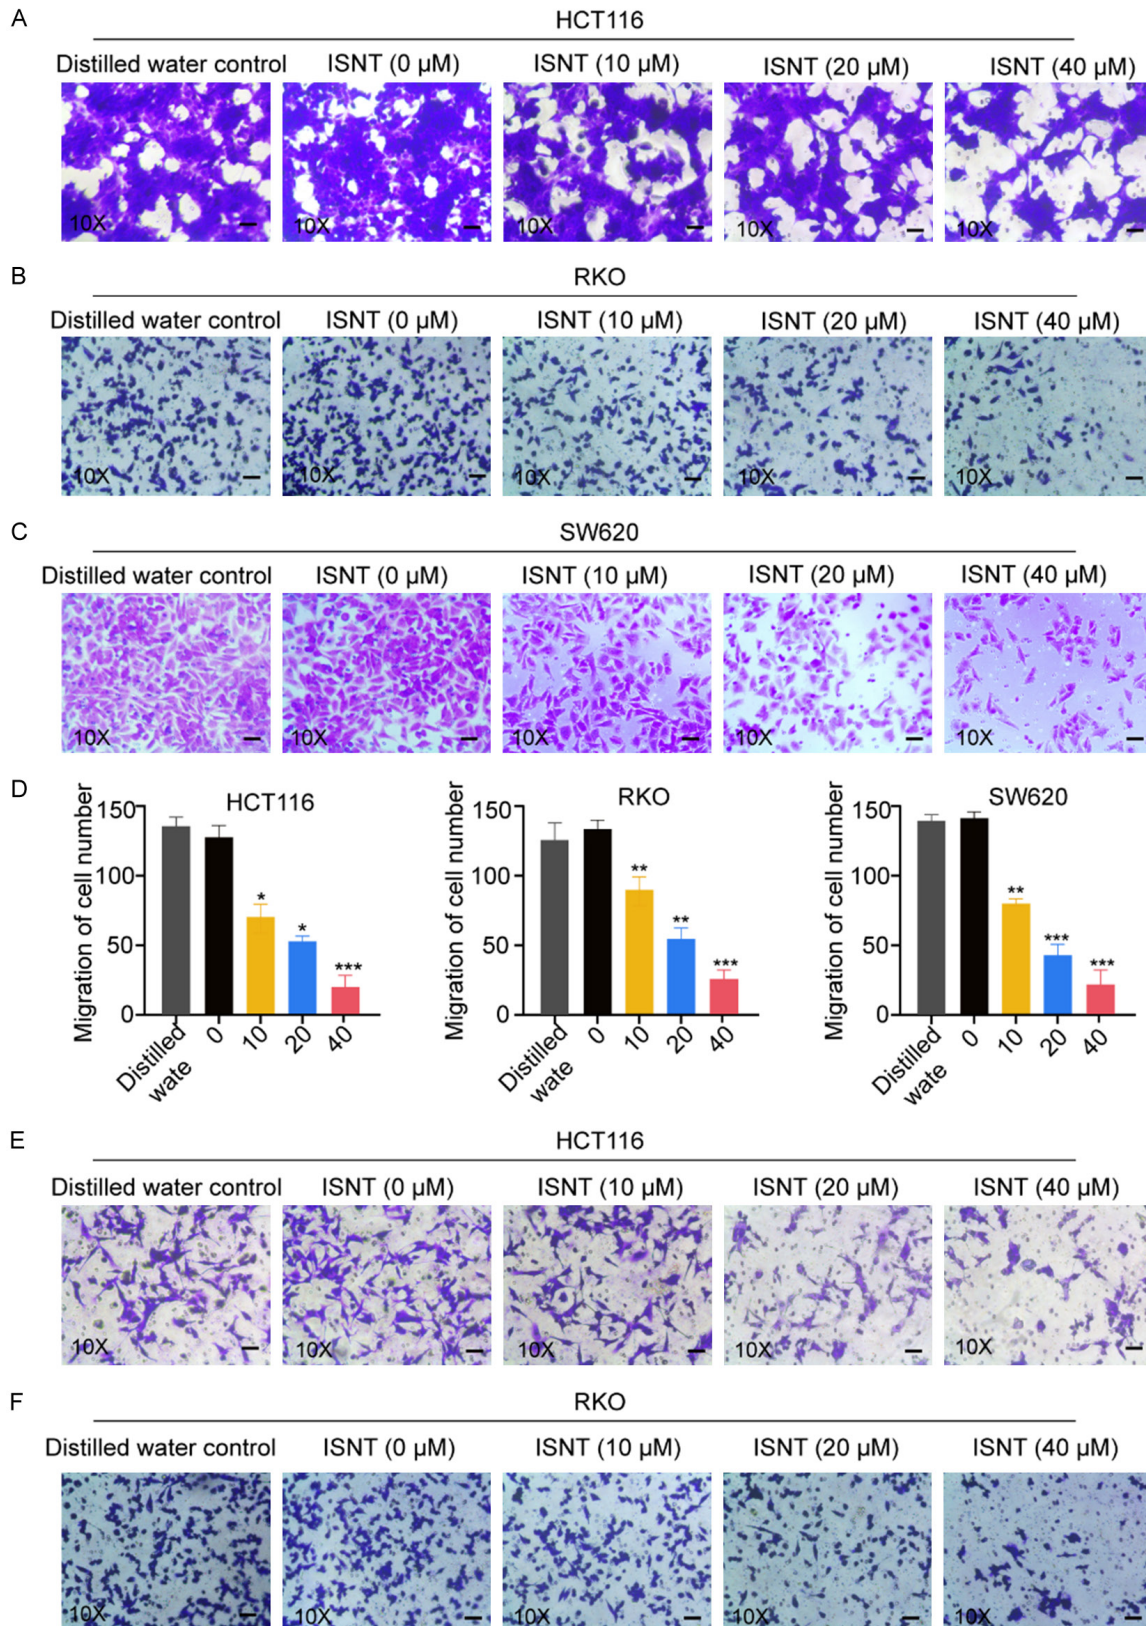 A
HCT116
Distilled water control ISNT (0 µM) ISNT (10 µM) ISNT (20 µM) ISNT (40 µM)
10X 10X 10X 10X 10X
B
RKO
Distilled water control ISNT (0 µM) ISNT (10 µM) ISNT (20 µM) ISNT (40 µM)
10X 10X 10X 10X 10X
C
SW620
Distilled water control ISNT (0 µM) ISNT (10 µM) ISNT (20 µM) ISNT (40 µM)
10X 10X 10X 10X 10X
D
HCT116
Migration of cell number
150
100
50
0
* * ***
Distilled wate 0 10 20 40
RKO
Migration of cell number
150
100
50
0
** ** ***
Distilled wate 0 10 20 40
SW620
Migration of cell number
150
100
50
0
** *** ***
Distilled wate 0 10 20 40
E
HCT116
Distilled water control ISNT (0 µM) ISNT (10 µM) ISNT (20 µM) ISNT (40 µM)
10X 10X 10X 10X 10X
F
RKO
Distilled water control ISNT (0 µM) ISNT (10 µM) ISNT (20 µM) ISNT (40 µM)
10X 10X 10X 10X 10X